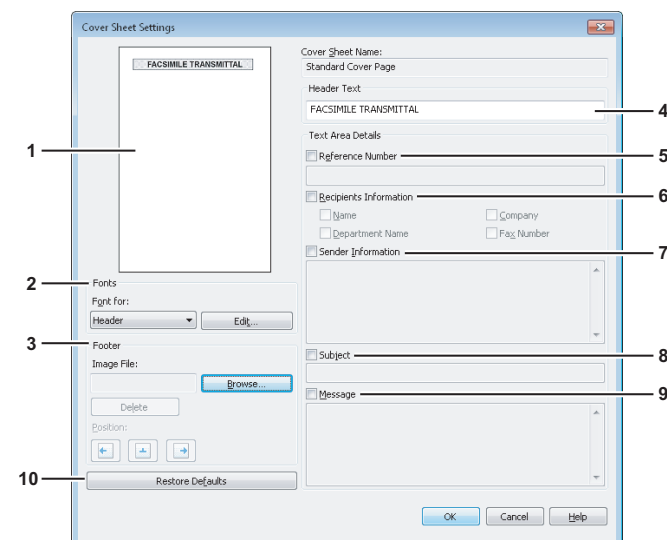 Cover Sheet Settings
FACSIMILE TRANSMITTAL
1
2
Fonts
Font for:
Header
Edit...
3
Footer
Image File:
Browse...
Delete
Position:
10
Restore Defaults
Cover Sheet Name:
Standard Cover Page
Header Text
FACSIMILE TRANSMITTAL
4
Text Area Details
Reference Number
5
Recipients Information
6
Name
Company
Department Name
Fax Number
Sender Information
7
Subject
8
Message
9
OK
Cancel
Help